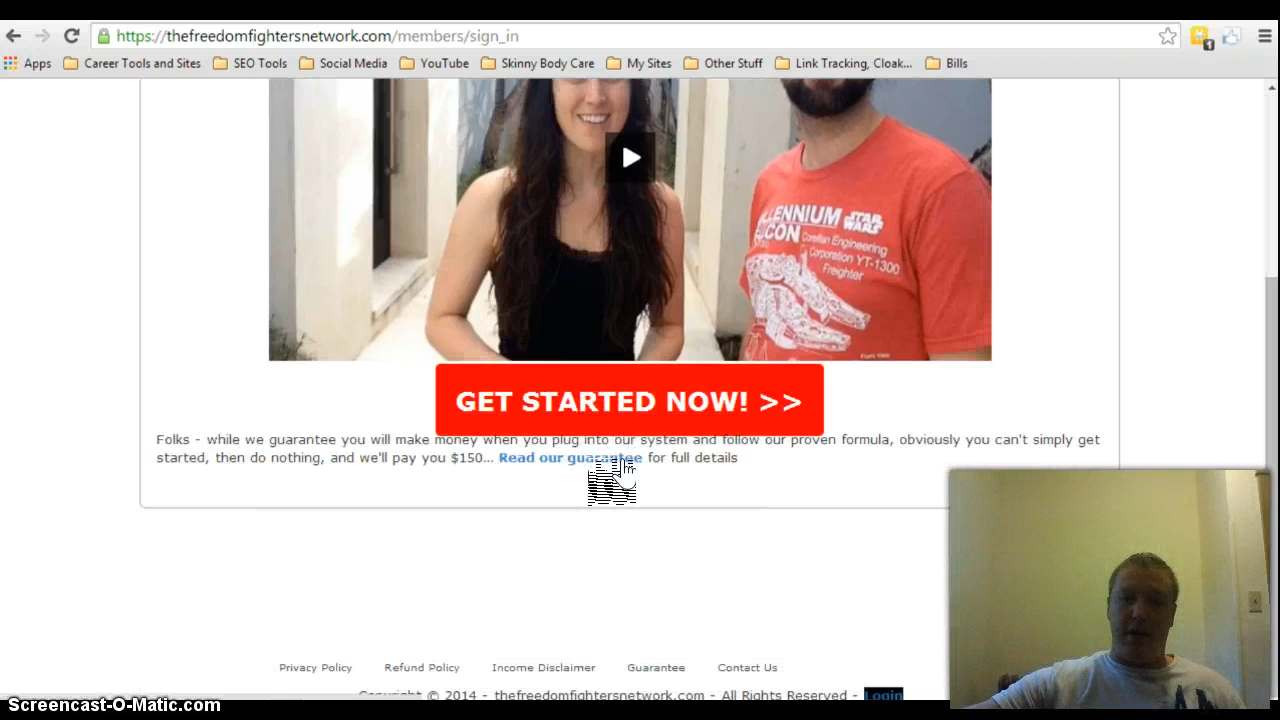 https://thefreedomfightersnetwork.com/members/sign_in
1
Apps Career Tools and Sites SEO Tools Social Media YouTube Skinny Body Care My Sites Other Stuff Link Tracking, Cloak... Bills
STAR
WARS
Corellian Engineering
Corporation YT-1300
Freighter
GET STARTED NOW! >>
Folks - while we guarantee you will make money when you plug into our system and follow our proven formula, obviously you can't simply get
started, then do nothing, and we'll pay you $150... Read our guarantee for full details
Privacy Policy Refund Policy Income Disclaimer Guarantee Contact Us
Copyright © 2014 - thefreedomfightersnetwork.com - All Rights Reserved - Login
Screencast-O-Matic.com